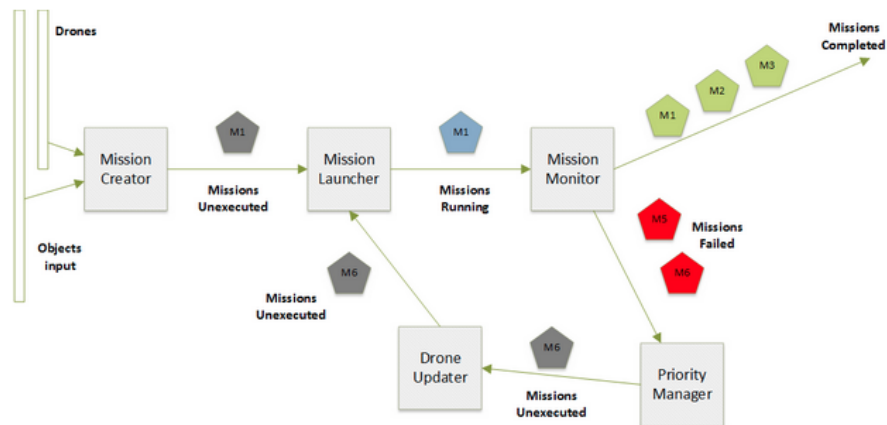 Drones
Missions
Completed
M3
M2
M1
M1
M1
Mission
Creator
Mission
Launcher
Mission
Monitor
Missions
Unexecuted
Missions
Running
M5
Missions
Failed
Objects
input
M6
M6
Missions
Unexecuted
M6
Drone
Updater
Priority
Manager
Missions
Unexecuted